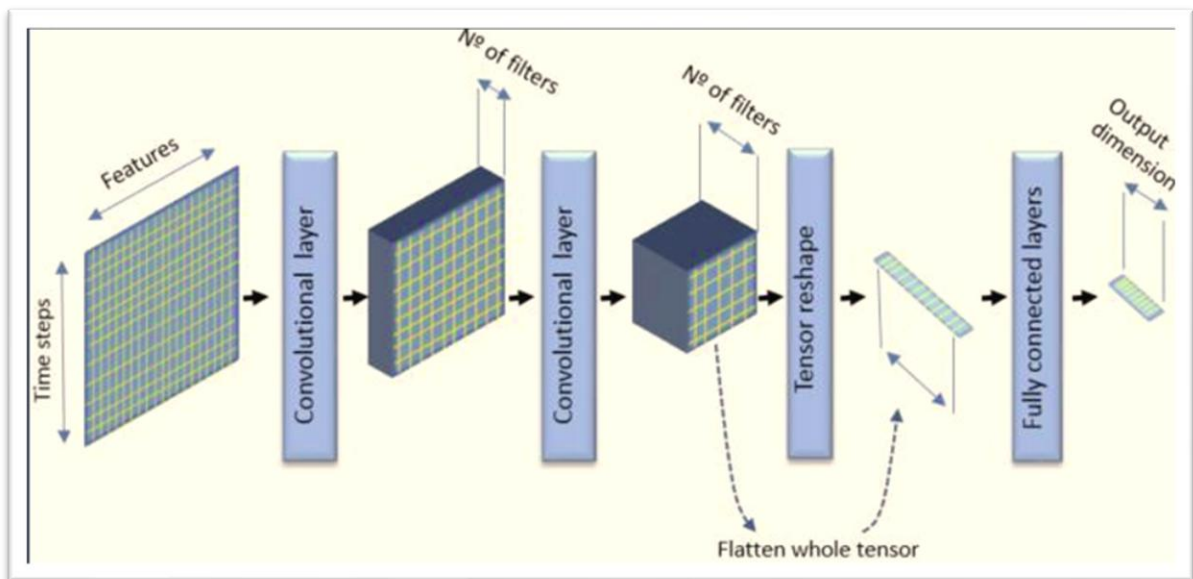 Time steps
Features
Convolutional layer
Nº of filters
Convolutional layer
Nº of filters
Tensor reshape
Flatten whole tensor
Fully connected layers
Output
dimension